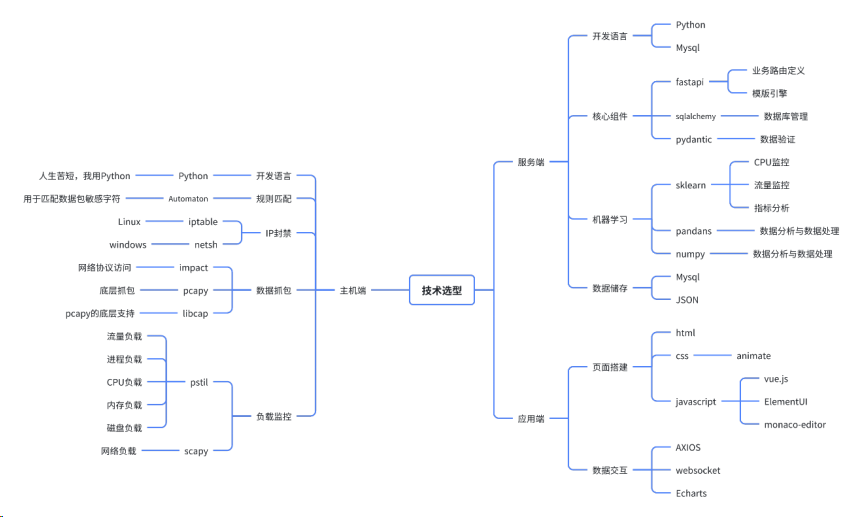 技术选型
主机端
开发语言
Python
人生苦短，我用Python
规则匹配
Automaton
用于匹配数据包敏感字符
IP封禁
iptable
Linux
netsh
windows
数据抓包
impact
网络协议访问
pcapy
底层抓包
libcap
pcapy的底层支持
负载监控
pstil
流量负载
进程负载
CPU负载
内存负载
磁盘负载
scapy
网络负载
服务端
开发语言
Python
Mysql
核心组件
fastapi
业务路由定义
模版引擎
sqlalchemy
数据库管理
pydantic
数据验证
机器学习
sklearn
CPU监控
流量监控
指标分析
pandans
数据分析与数据处理
numpy
数据分析与数据处理
数据储存
Mysql
JSON
应用端
页面搭建
html
css
animate
javascript
vue.js
ElementUI
monaco-editor
数据交互
AXIOS
websocket
Echarts